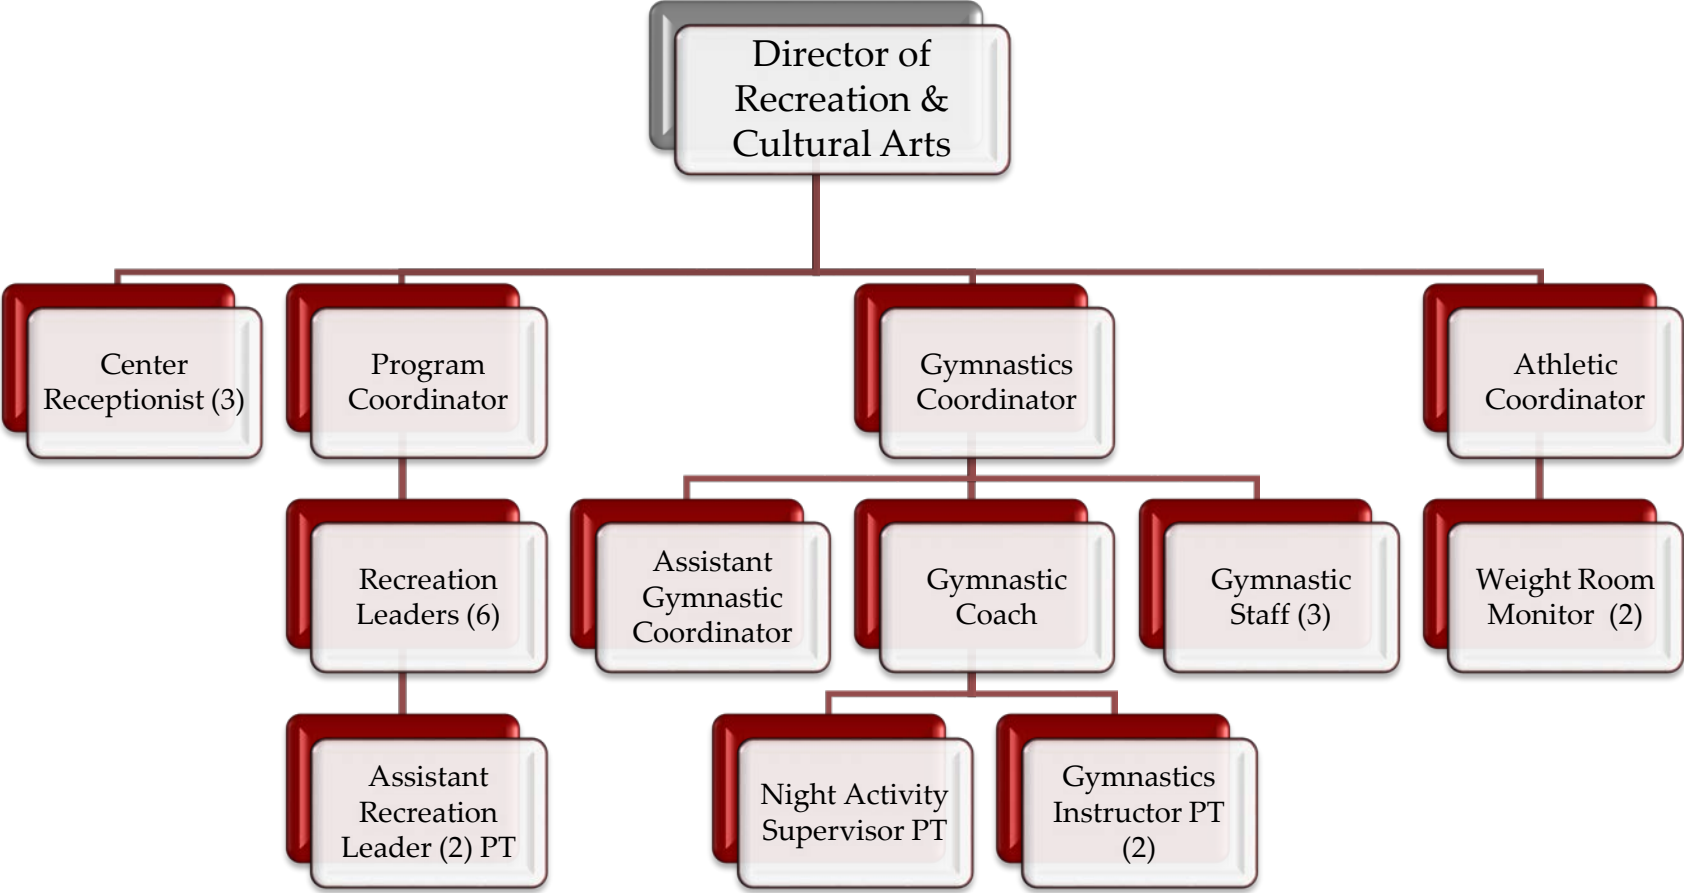 Director of
Recreation &
Cultural Arts
Center
Receptionist (3)
Program
Coordinator
Gymnastics
Coordinator
Athletic
Coordinator
Recreation
Leaders (6)
Assistant
Gymnastic
Coordinator
Gymnastic
Coach
Gymnastic
Staff (3)
Weight Room
Monitor  (2)
Assistant
Recreation
Leader (2) PT
Night Activity
Supervisor PT
Gymnastics
Instructor PT
(2)